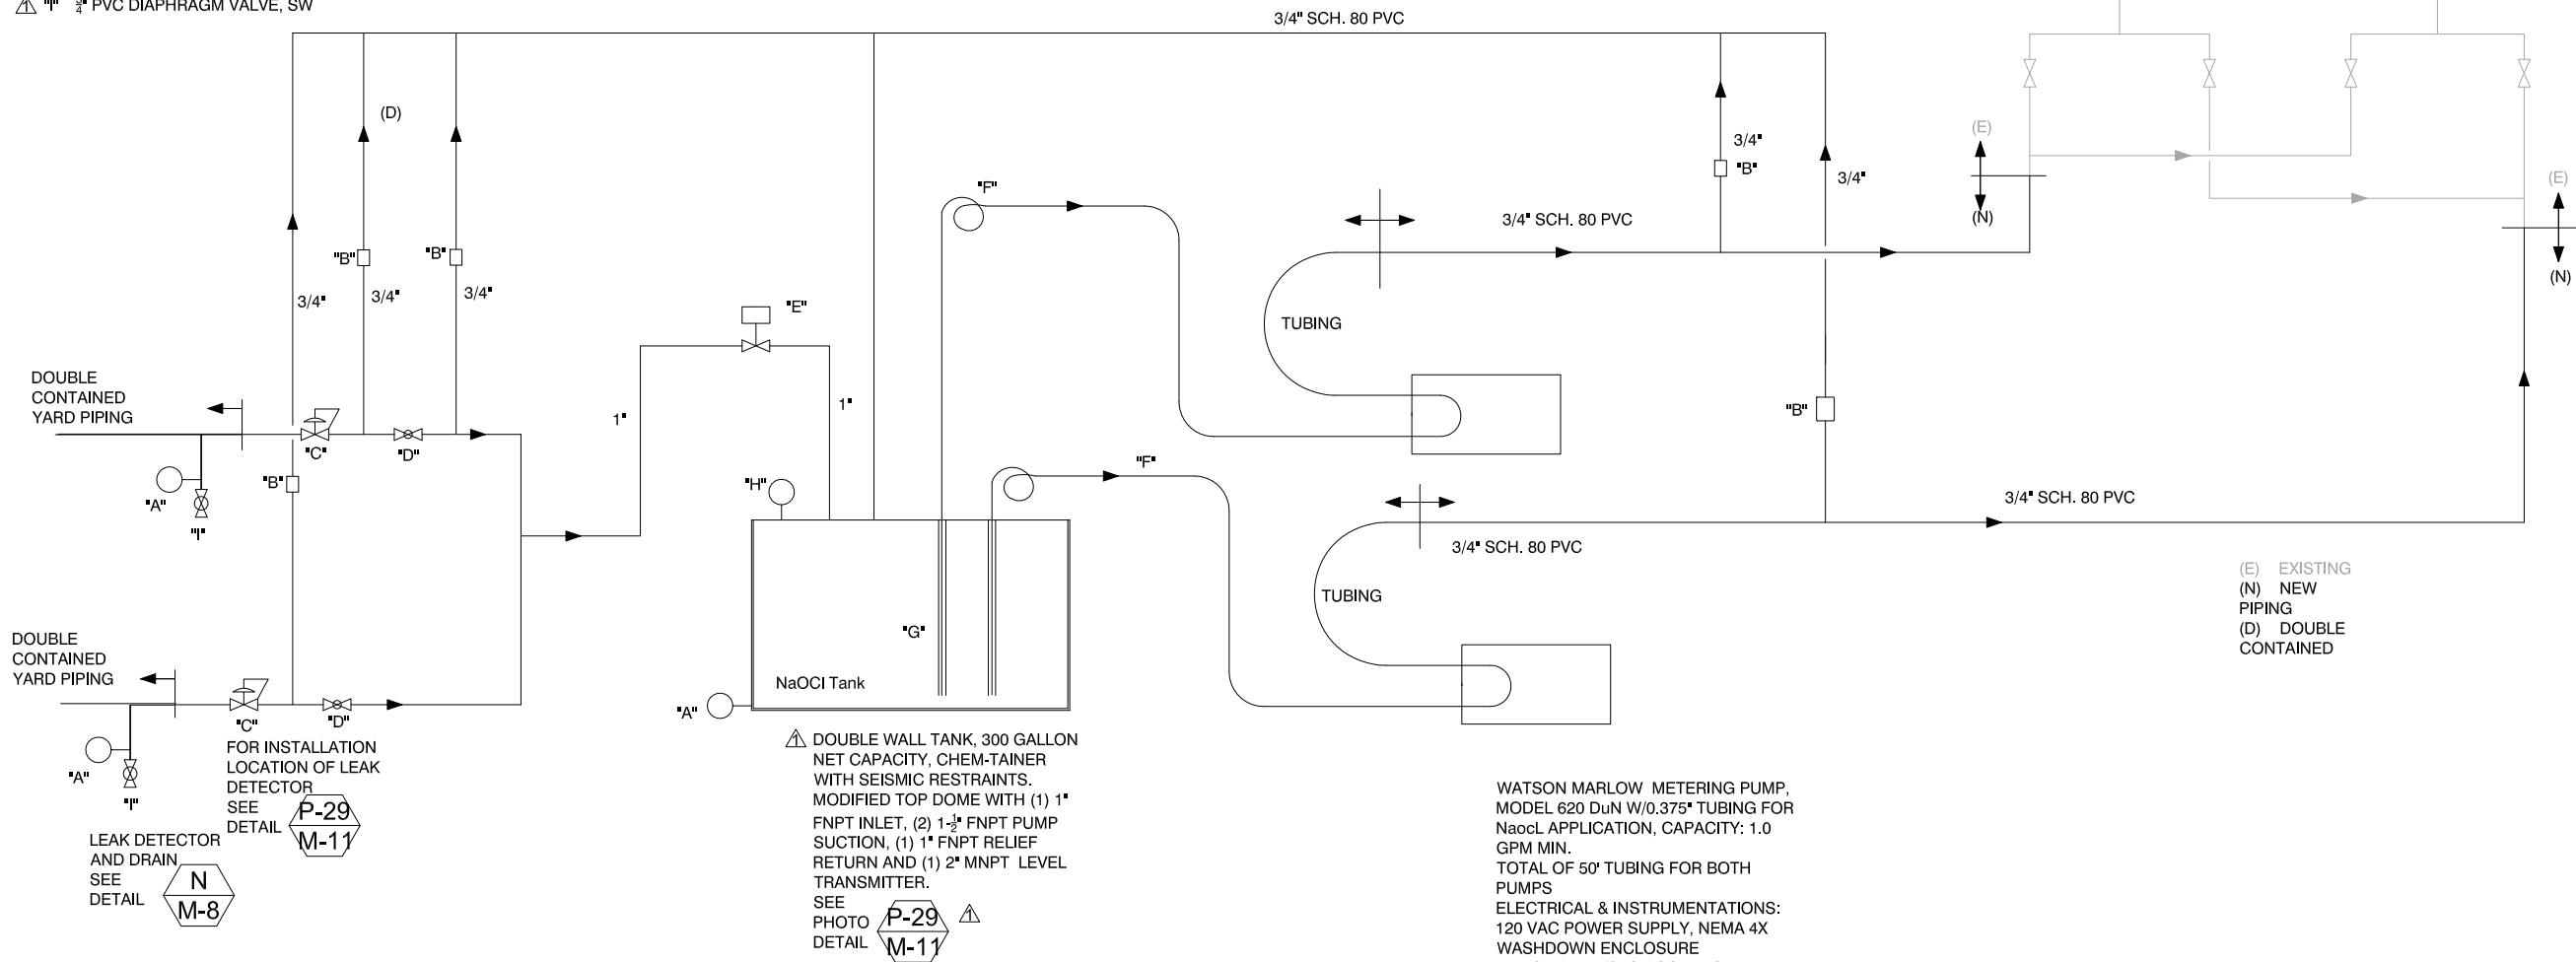 1 "I" 3/4" PVC DIAPHRAGM VALVE, SW
3/4" SCH. 80 PVC
(D)
"B"
"B"
3/4"
3/4"
3/4"
"F"
3/4"
"B"
3/4"
(E)
(N)
(E)
(N)
3/4" SCH. 80 PVC
TUBING
"E"
1"
1"
DOUBLE
CONTAINED
YARD PIPING
"C"
"D"
"A"
"I"
"B"
"H"
"F"
"B"
3/4" SCH. 80 PVC
3/4" SCH. 80 PVC
TUBING
"G"
NaOCl Tank
"A"
DOUBLE
CONTAINED
YARD PIPING
"C"
"D"
"A"
"I"
(E) EXISTING
(N) NEW
PIPING
(D) DOUBLE
CONTAINED
FOR INSTALLATION
LOCATION OF LEAK
DETECTOR
SEE
DETAIL
P-29
M-11
LEAK DETECTOR
AND DRAIN
SEE
DETAIL
N
M-8
1 DOUBLE WALL TANK, 300 GALLON
NET CAPACITY, CHEM-TAINER
WITH SEISMIC RESTRAINTS.
MODIFIED TOP DOME WITH (1) 1"
FNPT INLET, (2) 1-1/2" FNPT PUMP
SUCTION, (1) 1" FNPT RELIEF
RETURN AND (1) 2" MNPT LEVEL
TRANSMITTER.
SEE
PHOTO
DETAIL
P-29
M-11
1
WATSON MARLOW METERING PUMP,
MODEL 620 DuN W/0.375" TUBING FOR
NaocL APPLICATION, CAPACITY: 1.0
GPM MIN.
TOTAL OF 50' TUBING FOR BOTH
PUMPS
ELECTRICAL & INSTRUMENTATIONS:
120 VAC POWER SUPPLY, NEMA 4X
WASHDOWN ENCLOSURE